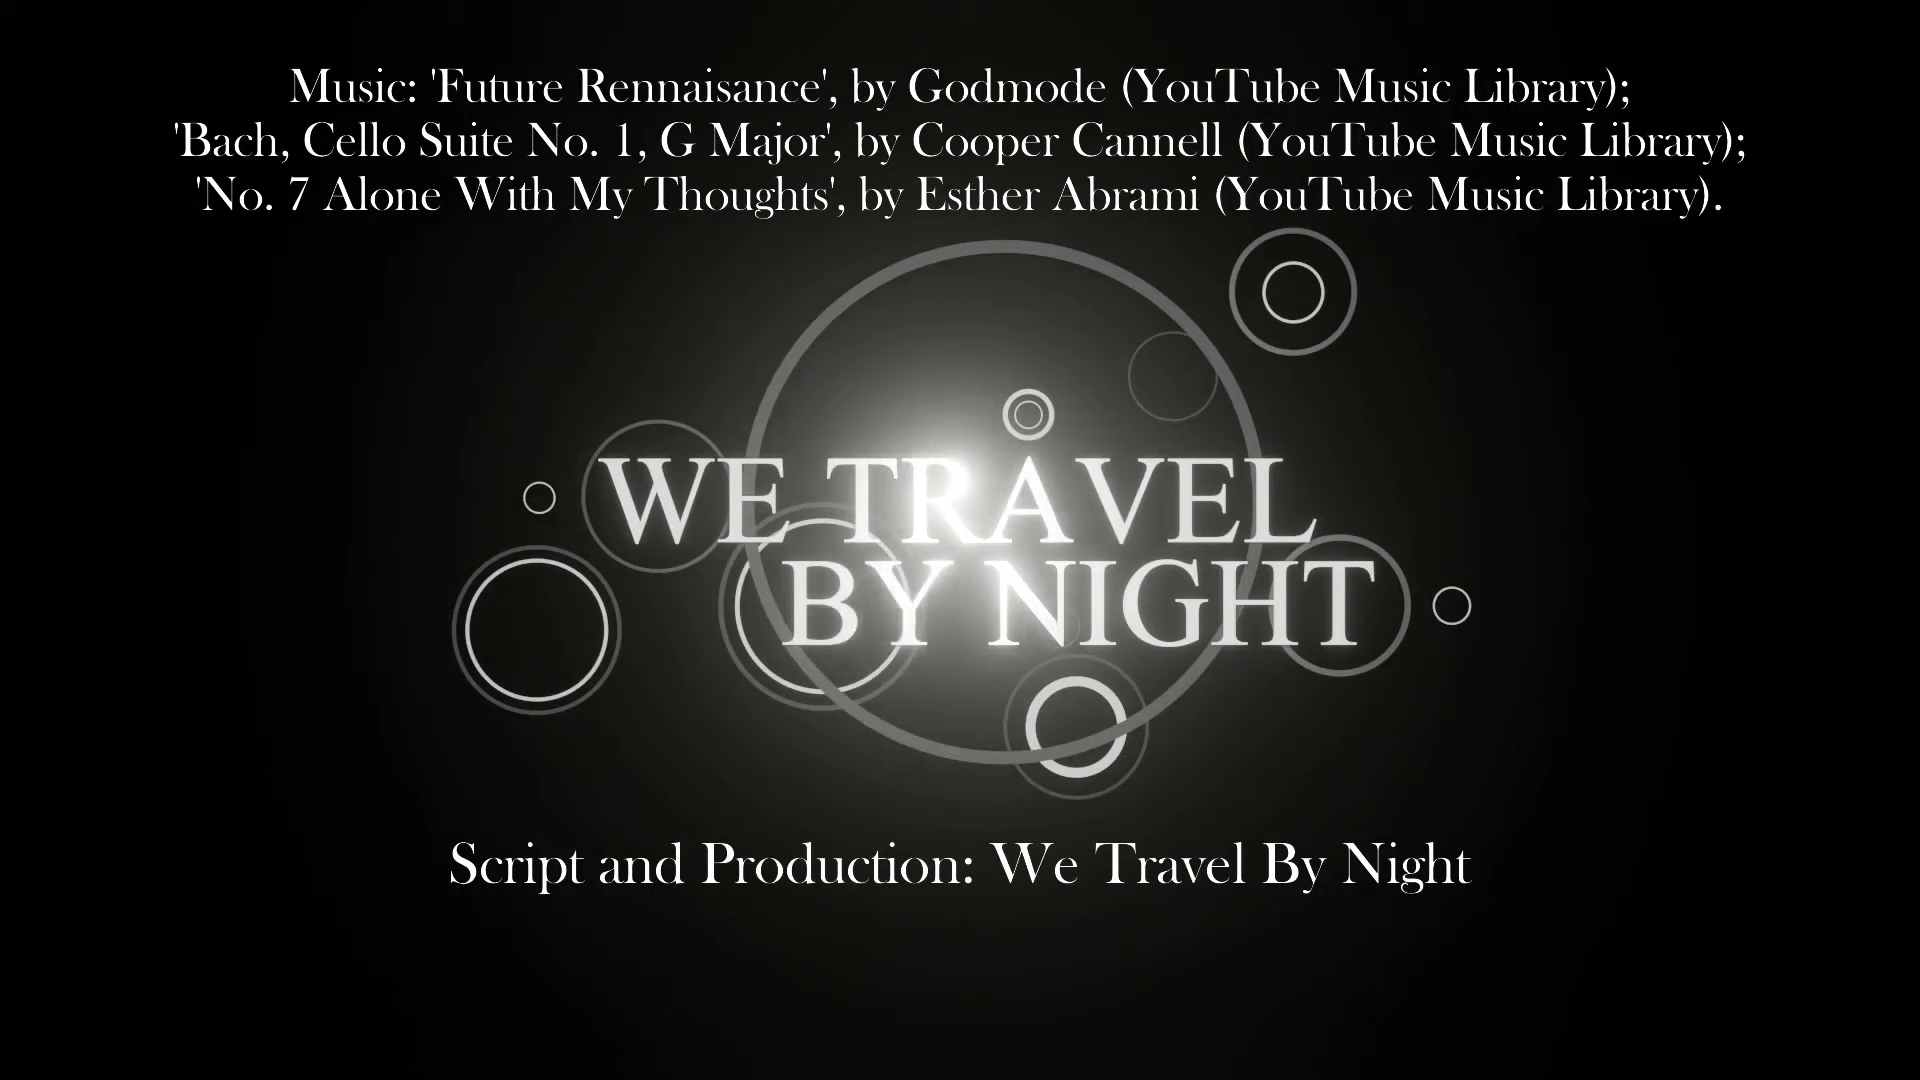 Music: 'Future Rennaisance', by Godmode (YouTube Music Library);
'Bach, Cello Suite No. 1, G Major', by Cooper Cannell (YouTube Music Library);
'No. 7 Alone With My Thoughts', by Esther Abrami (YouTube Music Library).
WE TRAVEL
BY NIGHT
Script and Production: We Travel By Night